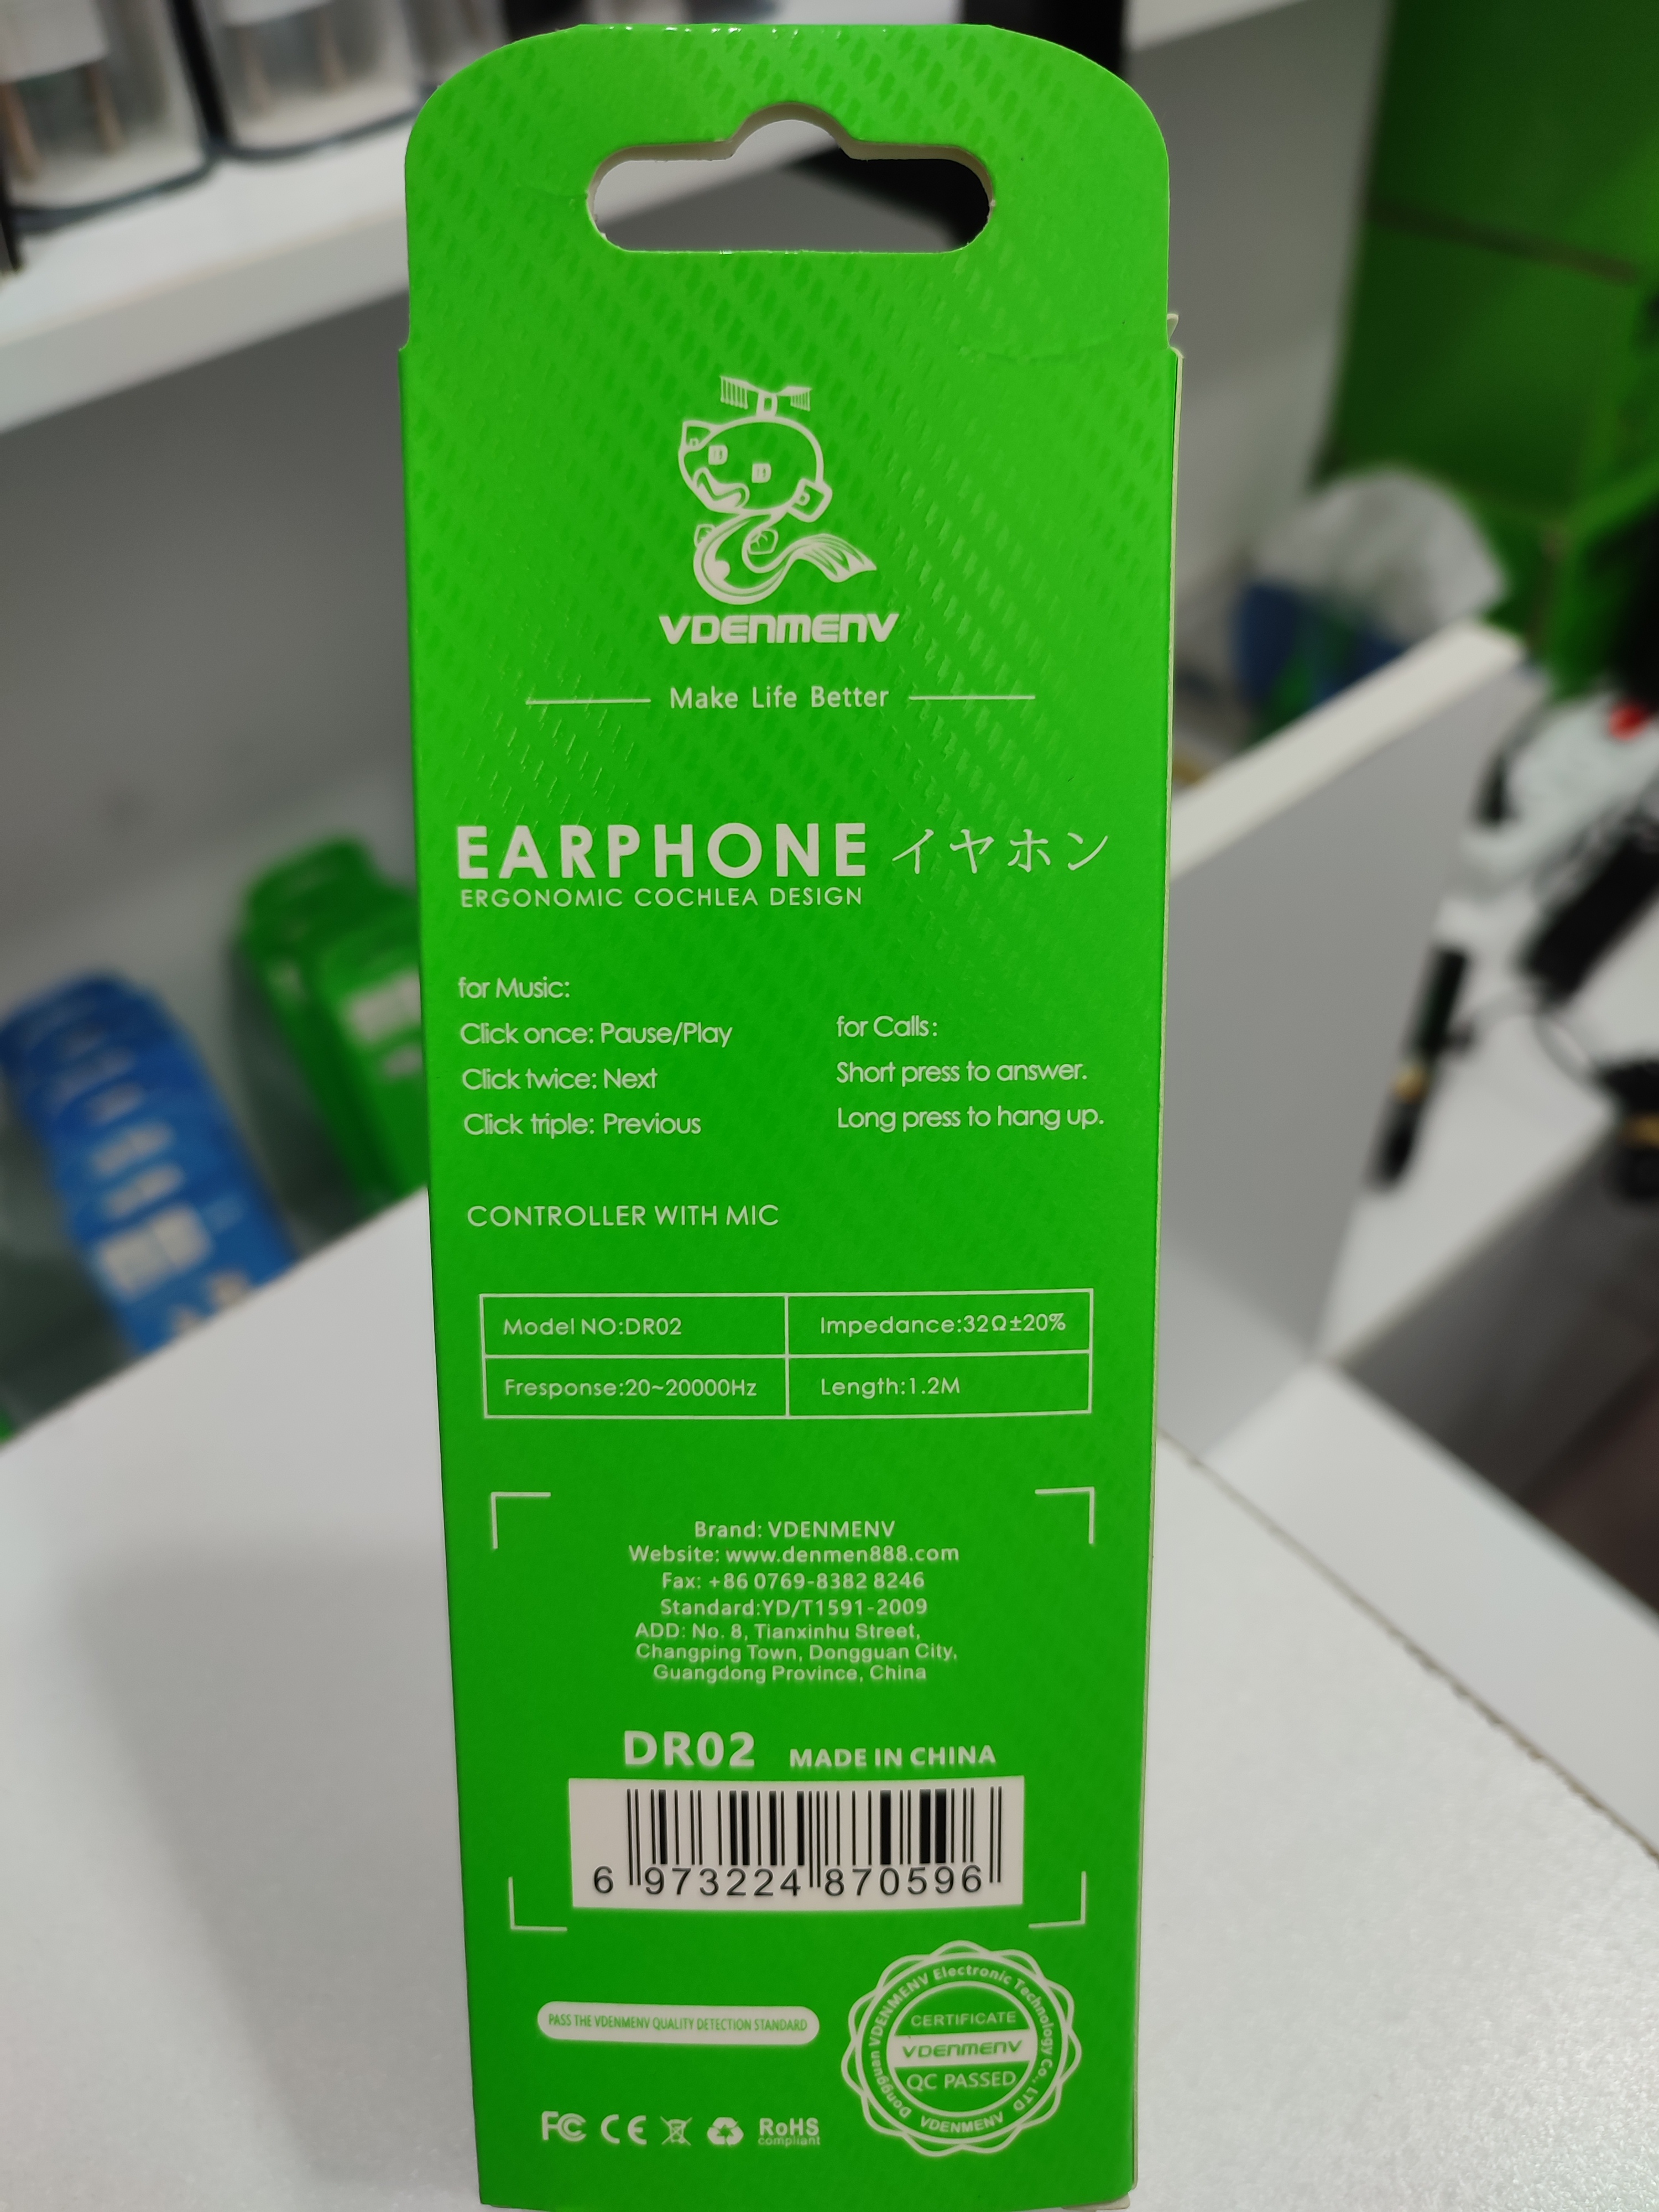 VDENMENV
Make Life Better
EARPHONE イヤホン
ERGONOMIC COCHLEA DESIGN
for Music:
Click once: Pause/Play
Click twice: Next
Click triple: Previous
for Calls:
Short press to answer.
Long press to hang up.
CONTROLLER WITH MIC
Model NO:DR02
Impedance:32Ω±20%
Fresponse:20~20000Hz
Length:1.2M
Brand: VDENMENV
Website: www.denmen888.com
Fax: +86 0769-8382 8246
Standard:YD/T1591-2009
ADD: No. 8, Tianxinhu Street,
Changping Town, Dongguan City,
Guangdong Province, China
DR02 MADE IN CHINA
6 973224 870596
PASS THE VDENMENV QUALITY DETECTION STANDARD
Dongguan VDENMENV Electronic Technology Co., LTD
CERTIFICATE
VDENMENV
QC PASSED
VDENMENV
FC CE RoHS
compliant